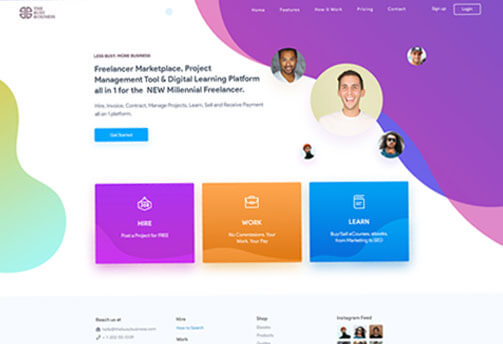 THE
BUSY
BUSINESS
Home
Features
How it Work
Pricing
Contact
Sign up
Login
LESS BUSY! MORE BUSINESS
Freelancer Marketplace, Project
Management Tool & Digital Learning Platform
all in 1 for the NEW Millennial Freelancer.
Hire, Invoice, Contract, Manage Projects, Learn, Sell and Receive Payment
all on 1 platform.
Get Started
HIRE
Post a Project for FREE
WORK
No Commissions. Your
Work, Your Pay
LEARN
Buy/Sell eCourses, ebooks,
from Marketing to SEO
Reach us at
hello@thebusybusiness.com
Hire
How to Search
Work
Shop
Ebooks
Products
Instagram Feed